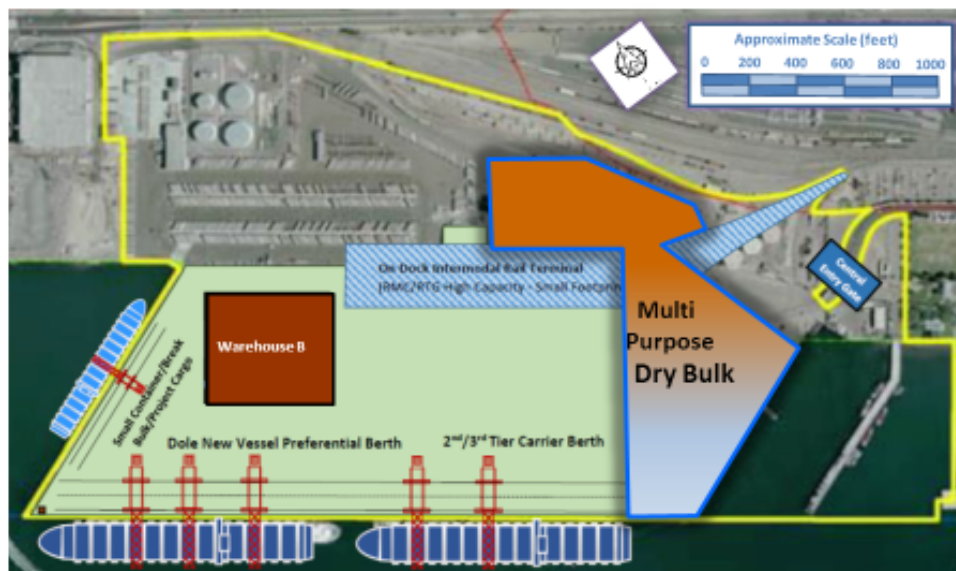 Approximate Scale (feet)
0 200 400 600 800 1000
Central
Entry Gate
On Dock Intermodal Rail Terminal
(RMC/RTG High Capacity - Small Footprin
Multi
Purpose
Dry Bulk
Warehouse B
Small Container/Break
Bulk/Project Cargo
Dole New Vessel Preferential Berth
2nd/3rd Tier Carrier Berth